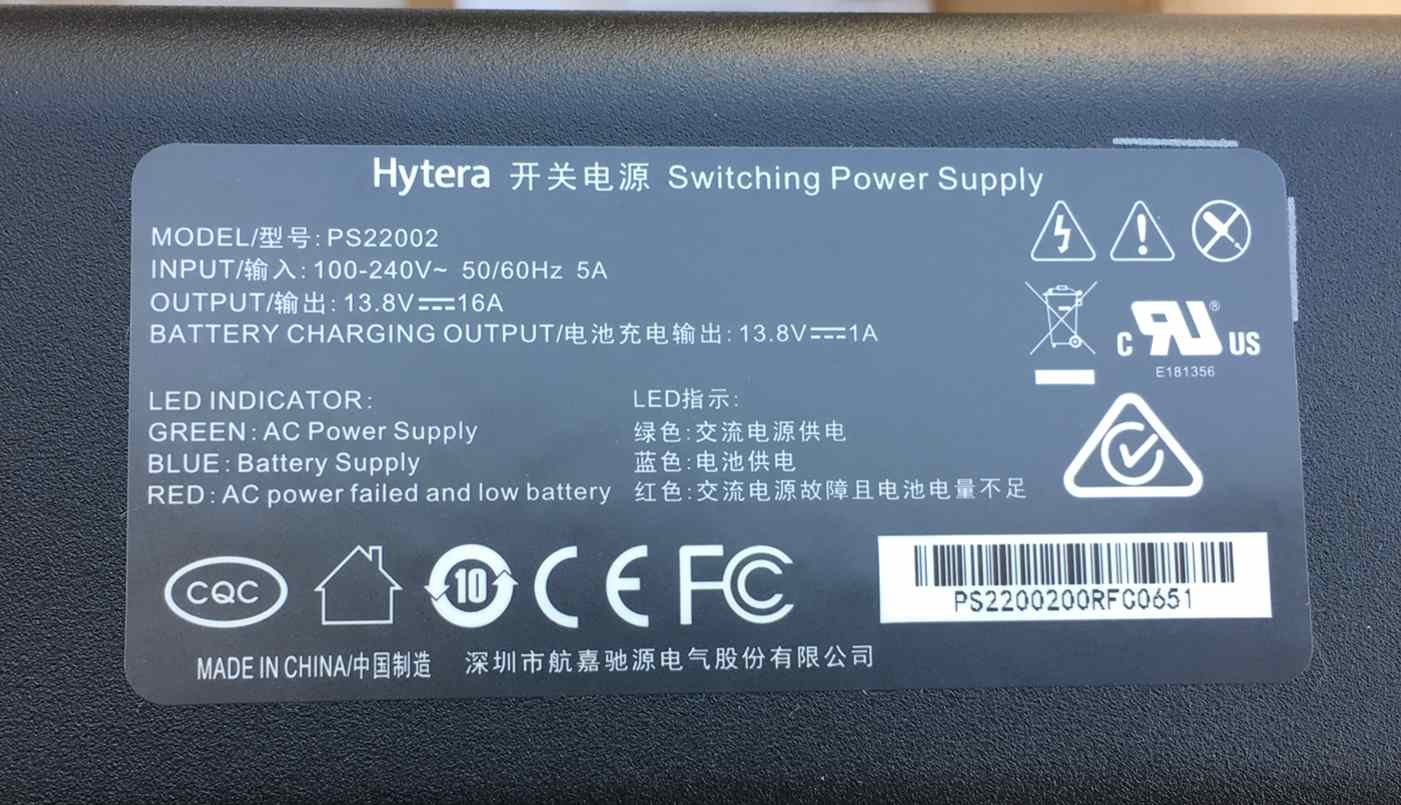 Hytera 开关电源 Switching Power Supply
MODEL/型号: PS22002
INPUT/输入: 100-240V~ 50/60Hz 5A
OUTPUT/输出: 13.8V⎓16A
BATTERY CHARGING OUTPUT/电池充电输出: 13.8V⎓1A
C RU® US
E181356
LED INDICATOR:
GREEN: AC Power Supply
BLUE: Battery Supply
RED: AC power failed and low battery
LED指示:
绿色:交流电源供电
蓝色:电池供电
红色:交流电源故障且电池电量不足
CQC
10
CE
FC
PS2200200RFC0651
MADE IN CHINA/中国制造
深圳市航嘉驰源电气股份有限公司